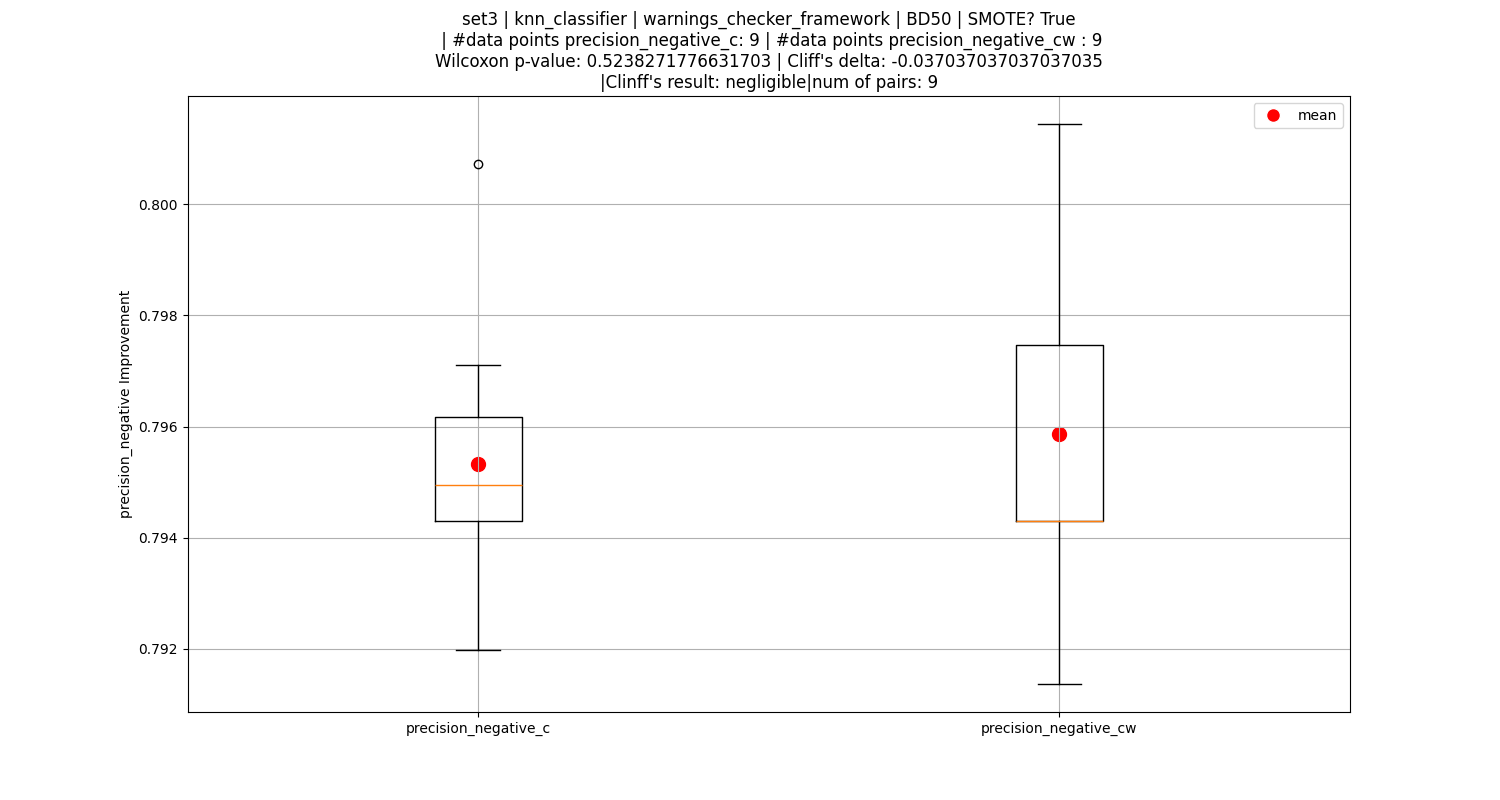 set3 | knn_classifier | warnings_checker_framework | BD50 | SMOTE? True
| #data points precision_negative_c: 9 | #data points precision_negative_cw : 9
Wilcoxon p-value: 0.5238271776631703 | Cliff's delta: -0.037037037037037035
|Clinff's result: negligible|num of pairs: 9
mean
0.800
0.798
0.796
0.794
0.792
precision_negative Improvement
precision_negative_c
precision_negative_cw